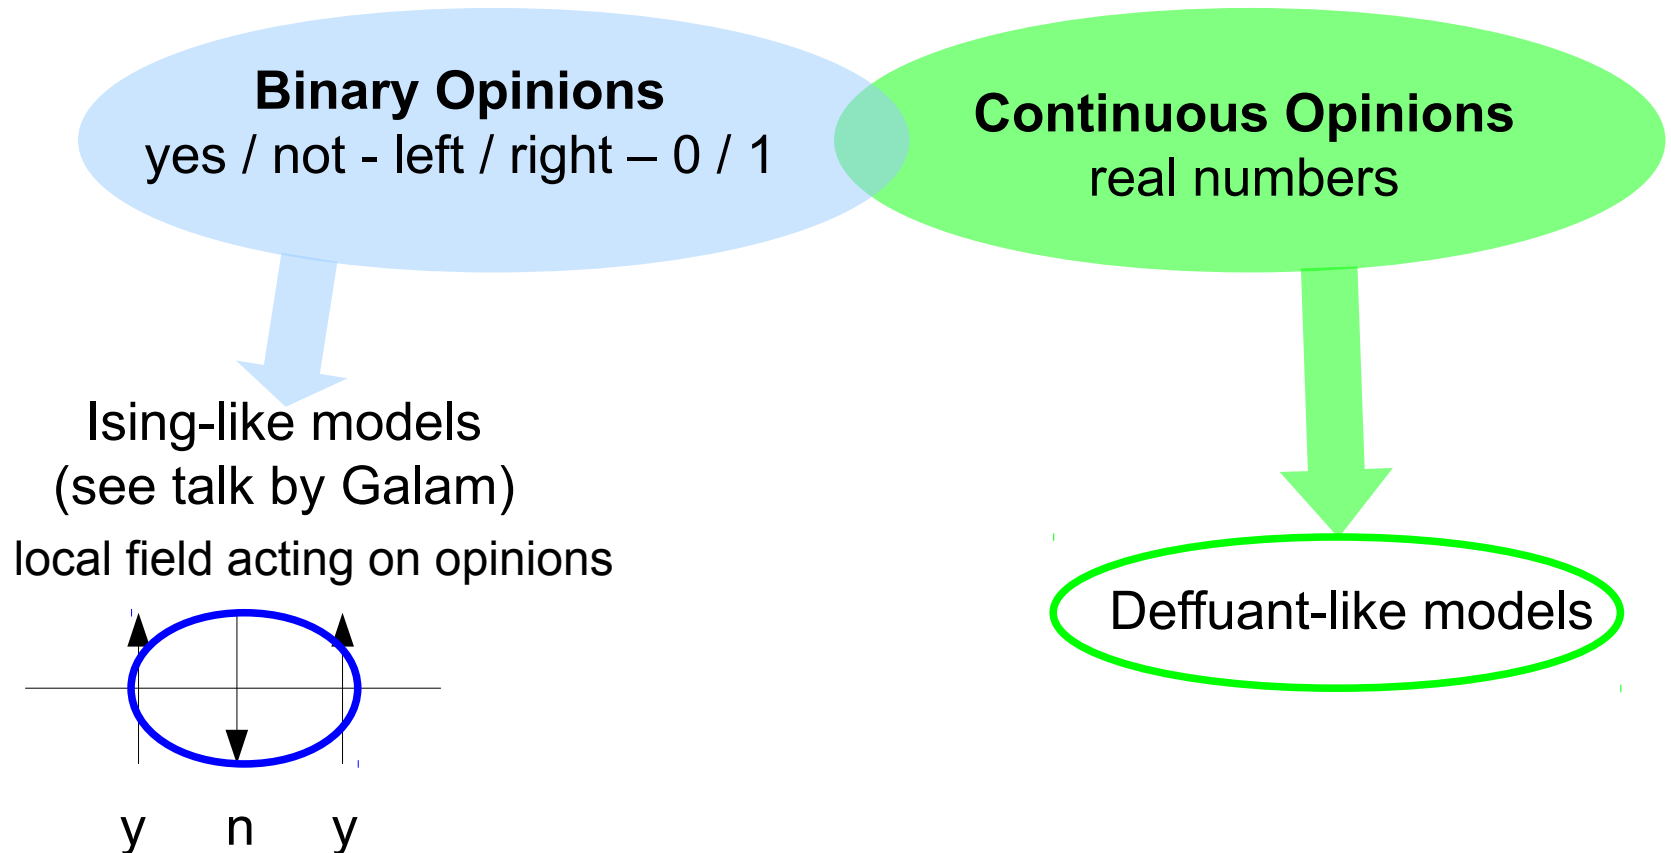 Binary Opinions
yes / not - left / right – 0 / 1
Continuous Opinions
real numbers
Ising-like models
(see talk by Galam)
local field acting on opinions
y n y
Deffuant-like models